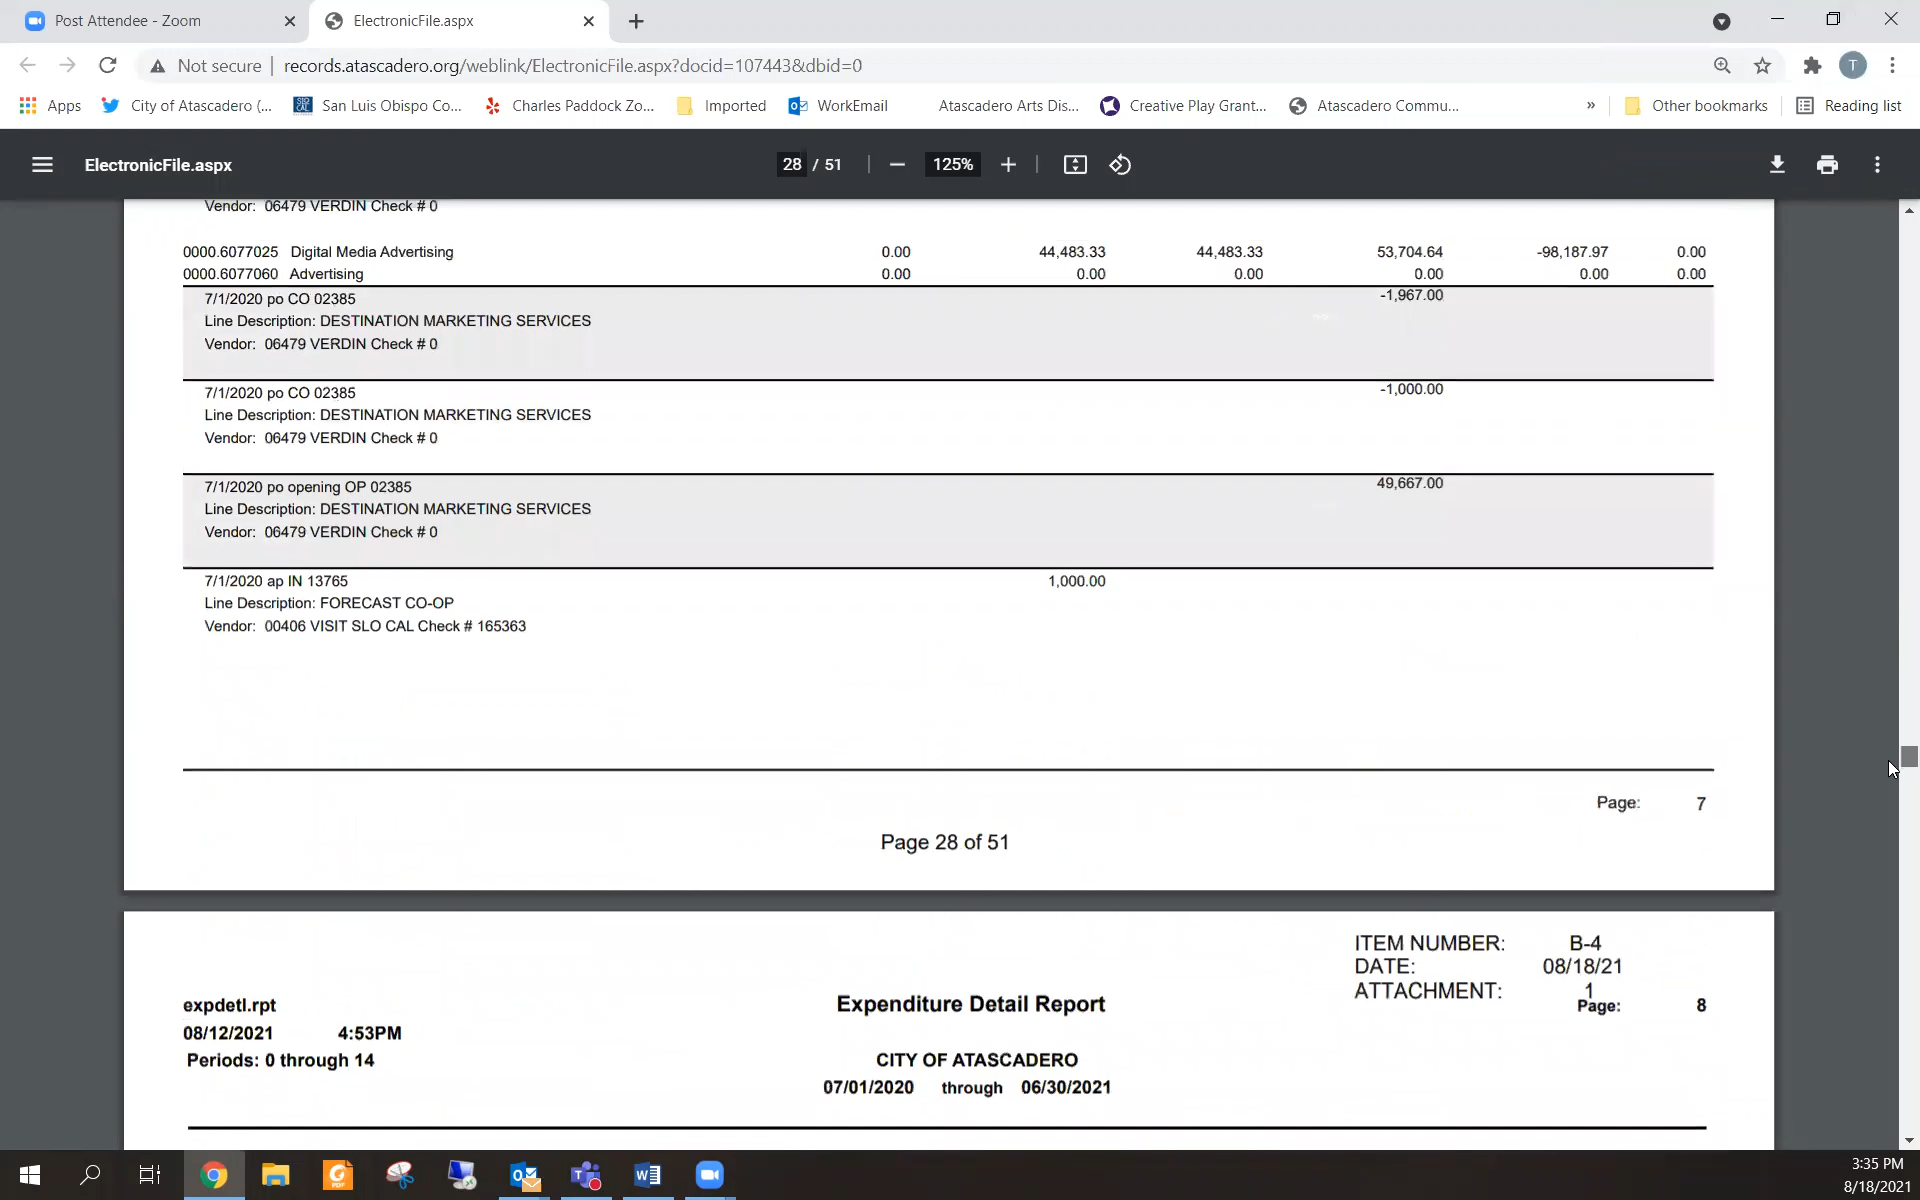 Post Attendee - Zoom
ElectronicFile.aspx
Not secure | records.atascadero.org/weblink/ElectronicFile.aspx?docid=107443&dbid=0
T
Apps City of Atascadero (... San Luis Obispo Co... Charles Paddock Zo... Imported WorkEmail Atascadero Arts Dis... Creative Play Grant... Atascadero Commu... » Other bookmarks Reading list
ElectronicFile.aspx 28 / 51 125%
Vendor: 06479 VERDIN Check # 0
0000.6077025 Digital Media Advertising 0.00 44,483.33 44,483.33 53,704.64 -98,187.97 0.00
0000.6077060 Advertising 0.00 0.00 0.00 0.00 0.00 0.00
7/1/2020 po CO 02385 -1,967.00
Line Description: DESTINATION MARKETING SERVICES
Vendor: 06479 VERDIN Check # 0
7/1/2020 po CO 02385 -1,000.00
Line Description: DESTINATION MARKETING SERVICES
Vendor: 06479 VERDIN Check # 0
7/1/2020 po opening OP 02385 49,667.00
Line Description: DESTINATION MARKETING SERVICES
Vendor: 06479 VERDIN Check # 0
7/1/2020 ap IN 13765 1,000.00
Line Description: FORECAST CO-OP
Vendor: 00406 VISIT SLO CAL Check # 165363
Page: 7
Page 28 of 51
ITEM NUMBER: B-4
DATE: 08/18/21
ATTACHMENT: 1
expdetl.rpt Expenditure Detail Report Page: 8
08/12/2021 4:53PM
Periods: 0 through 14 CITY OF ATASCADERO
07/01/2020 through 06/30/2021
3:35 PM
8/18/2021